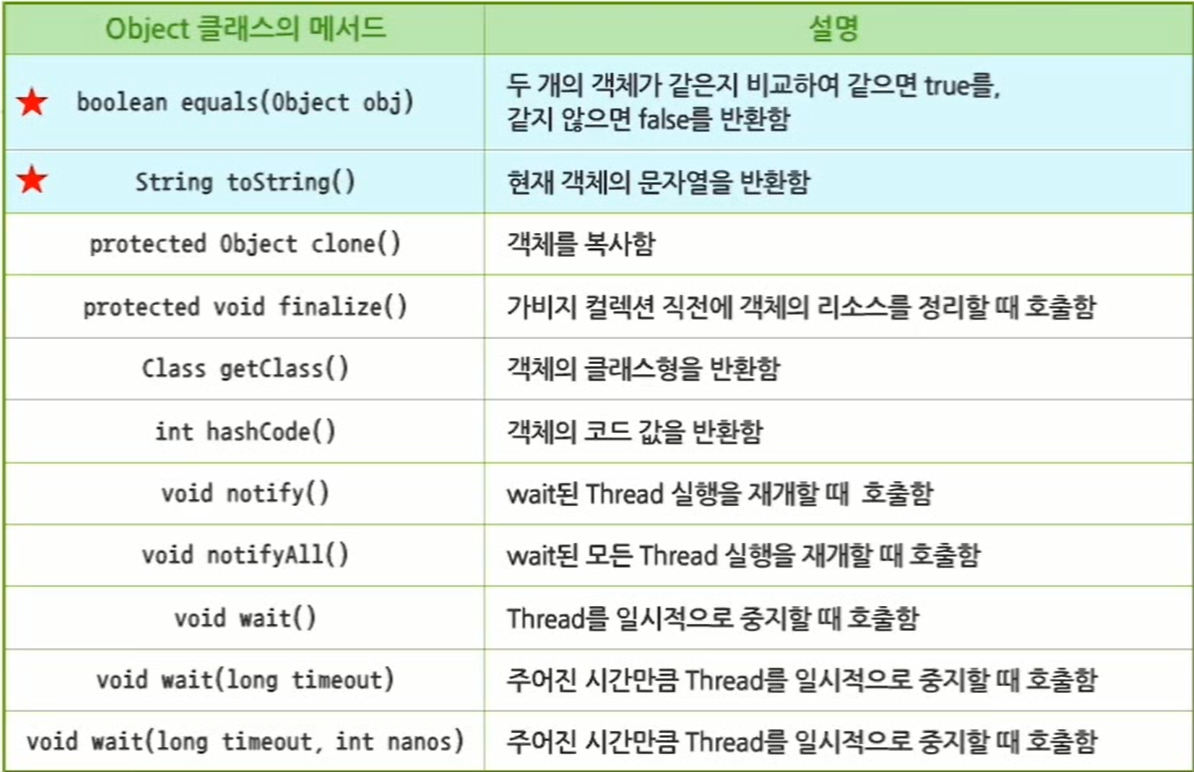 Object 클래스의 메서드 설명
★ boolean equals(Object obj) 두 개의 객체가 같은지 비교하여 같으면 true를,
같지 않으면 false를 반환함
★ String toString() 현재 객체의 문자열을 반환함
protected Object clone() 객체를 복사함
protected void finalize() 가비지 컬렉션 직전에 객체의 리소스를 정리할 때 호출함
Class getClass() 객체의 클래스형을 반환함
int hashCode() 객체의 코드 값을 반환함
void notify() wait된 Thread 실행을 재개할 때 호출함
void notifyAll() wait된 모든 Thread 실행을 재개할 때 호출함
void wait() Thread를 일시적으로 중지할 때 호출함
void wait(long timeout) 주어진 시간만큼 Thread를 일시적으로 중지할 때 호출함
void wait(long timeout, int nanos) 주어진 시간만큼 Thread를 일시적으로 중지할 때 호출함